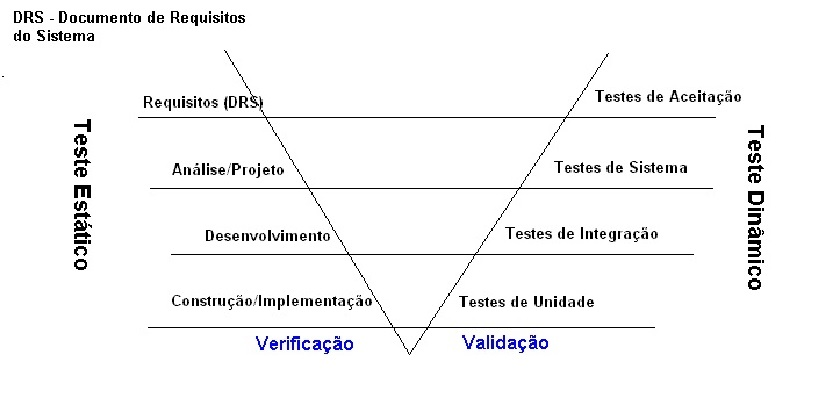 DRS - Documento de Requisitos
do Sistema
Requisitos (DRS)
Testes de Aceitação
Análise/Projeto
Testes de Sistema
Desenvolvimento
Testes de Integração
Construção/Implementação
Testes de Unidade
Verificação
Validação
Teste Estático
Teste Dinâmico